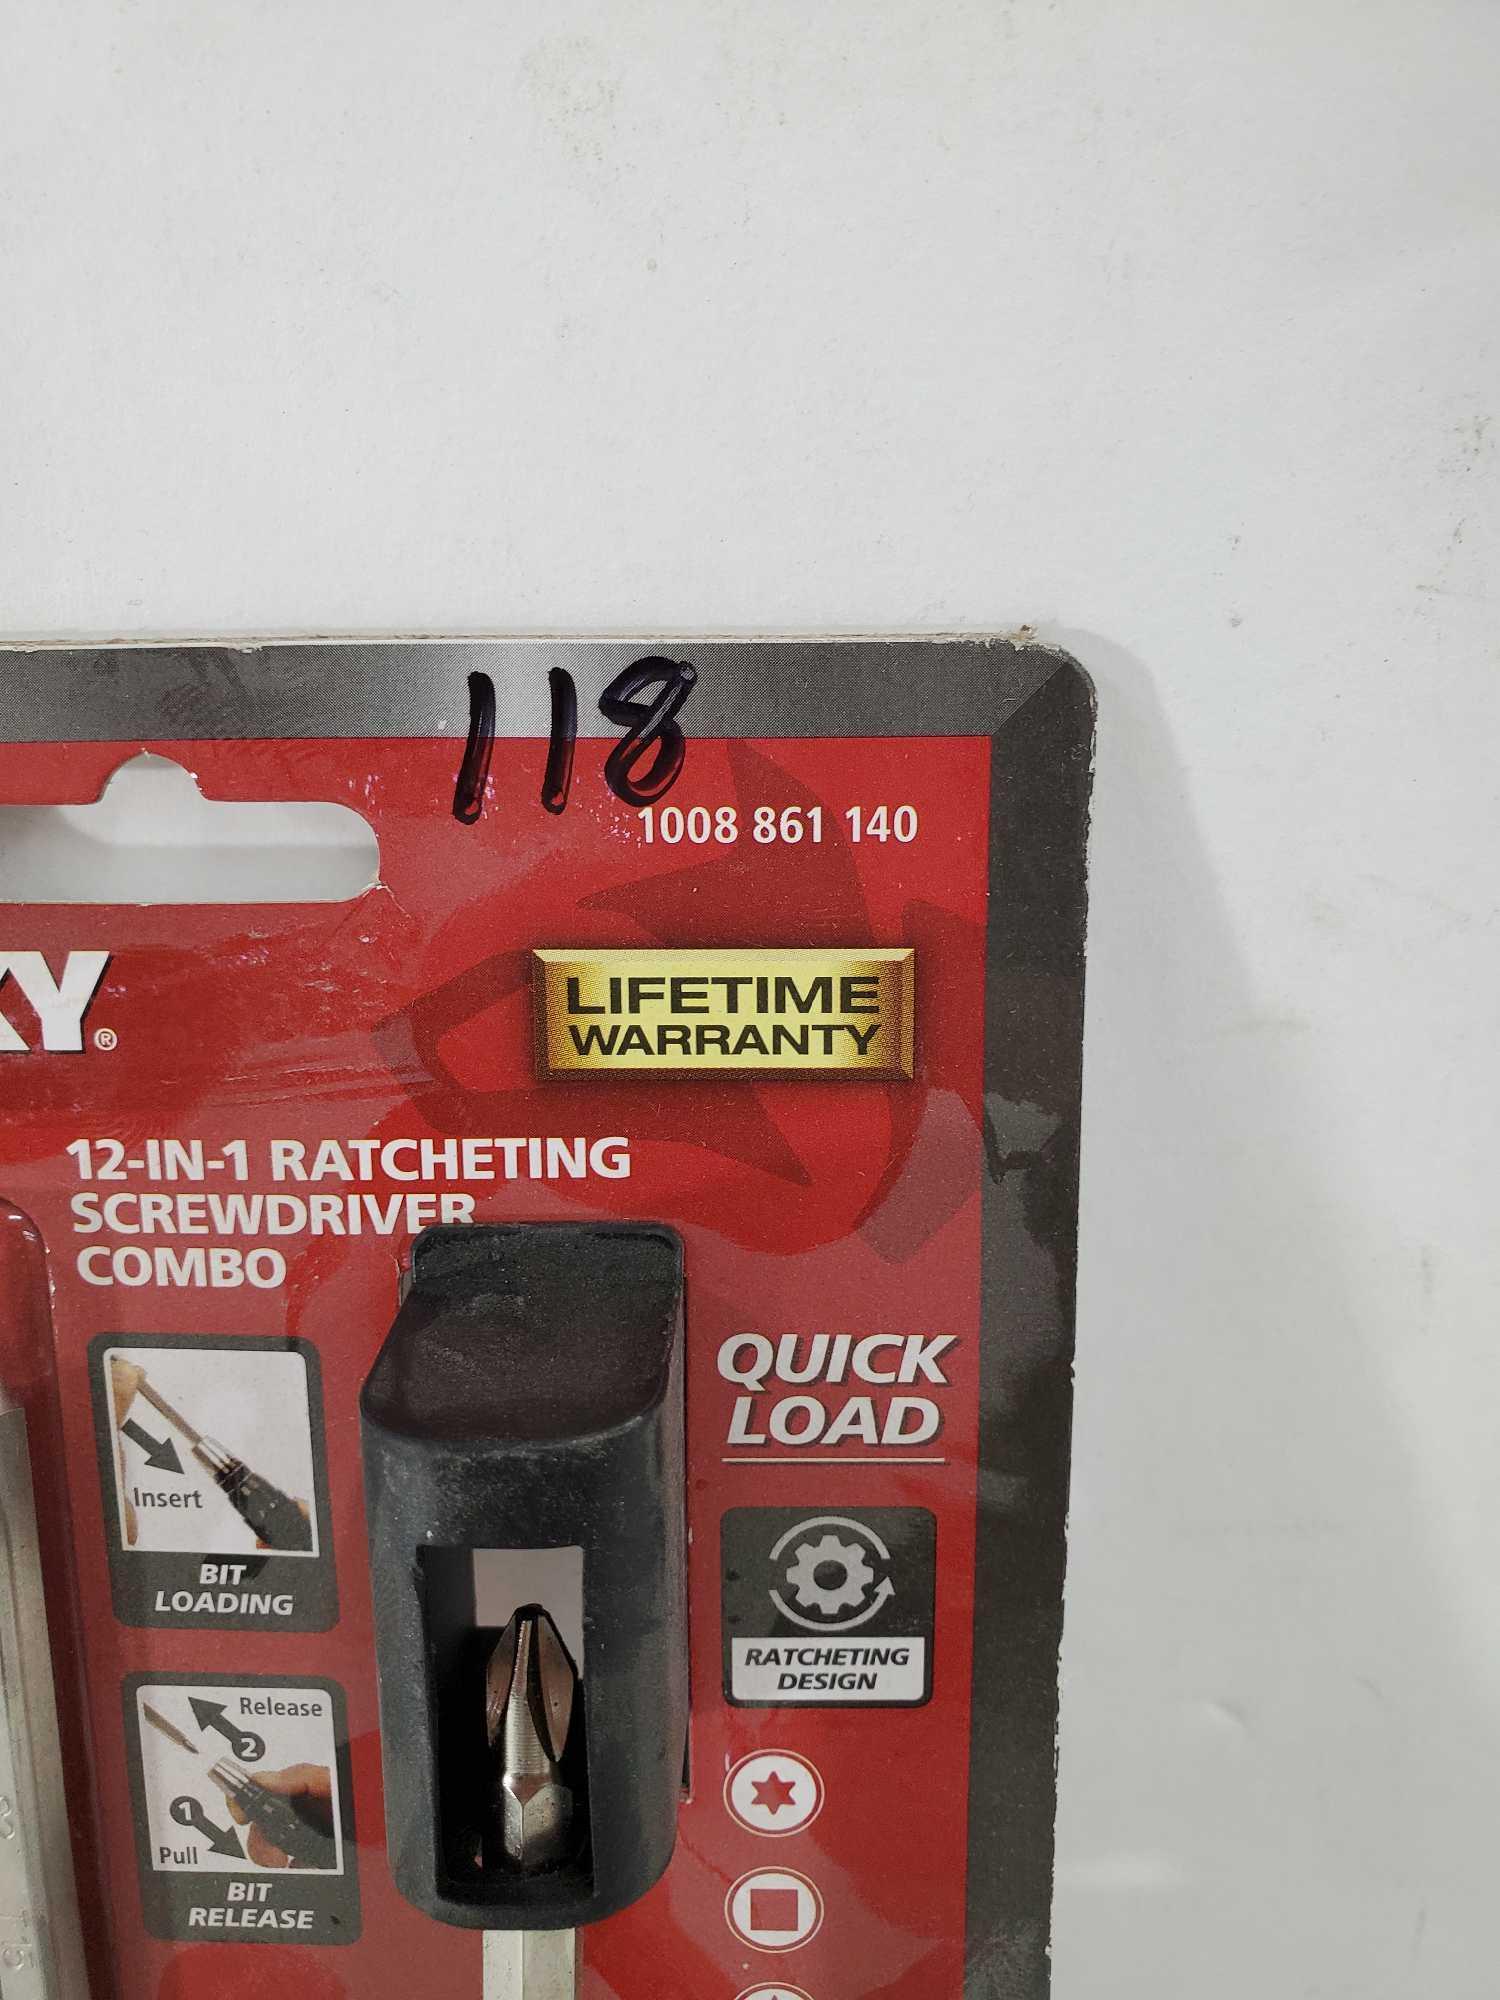 118
1008 861 140
LIFETIME
WARRANTY
12-IN-1 RATCHETING
SCREWDRIVER
COMBO
QUICK
LOAD
Insert
BIT
LOADING
RATCHETING
DESIGN
Release
2
1
Pull
BIT
RELEASE